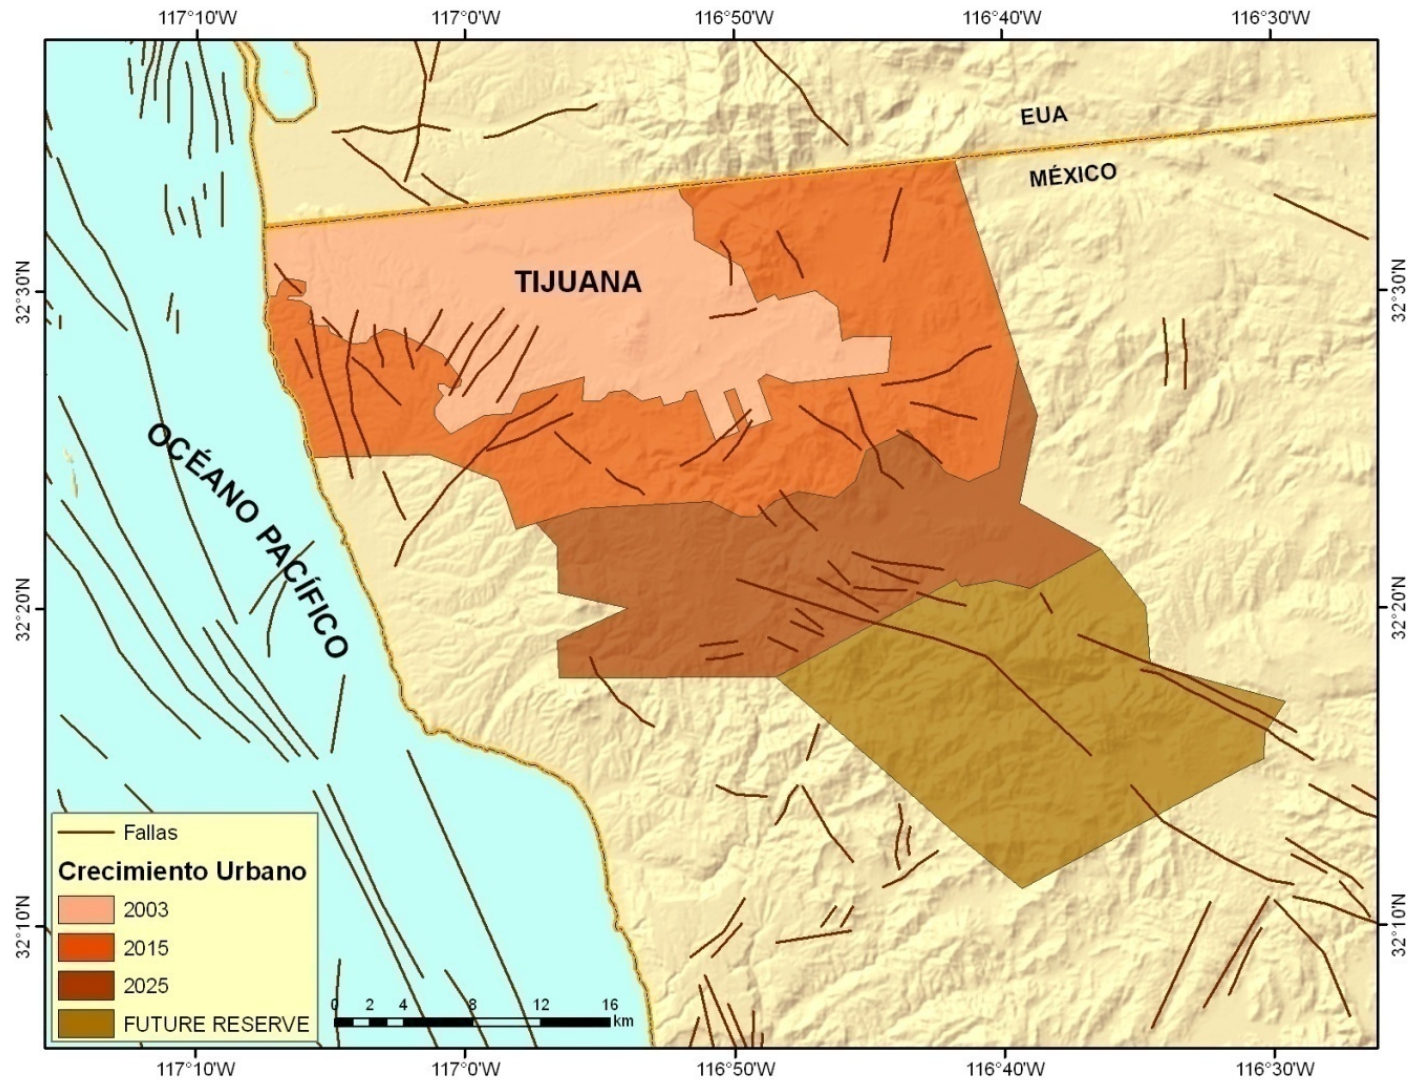 117°10'W 117°0'W 116°50'W 116°40'W 116°30'W
EUA
MÉXICO
TIJUANA
32°30'N 32°30'N
OCÉANO PACÍFICO
32°20'N 32°20'N
Fallas
Crecimiento Urbano
2003
2015
2025
FUTURE RESERVE
32°10'N 32°10'N
0 2 4 8 12 16
km
117°10'W 117°0'W 116°50'W 116°40'W 116°30'W